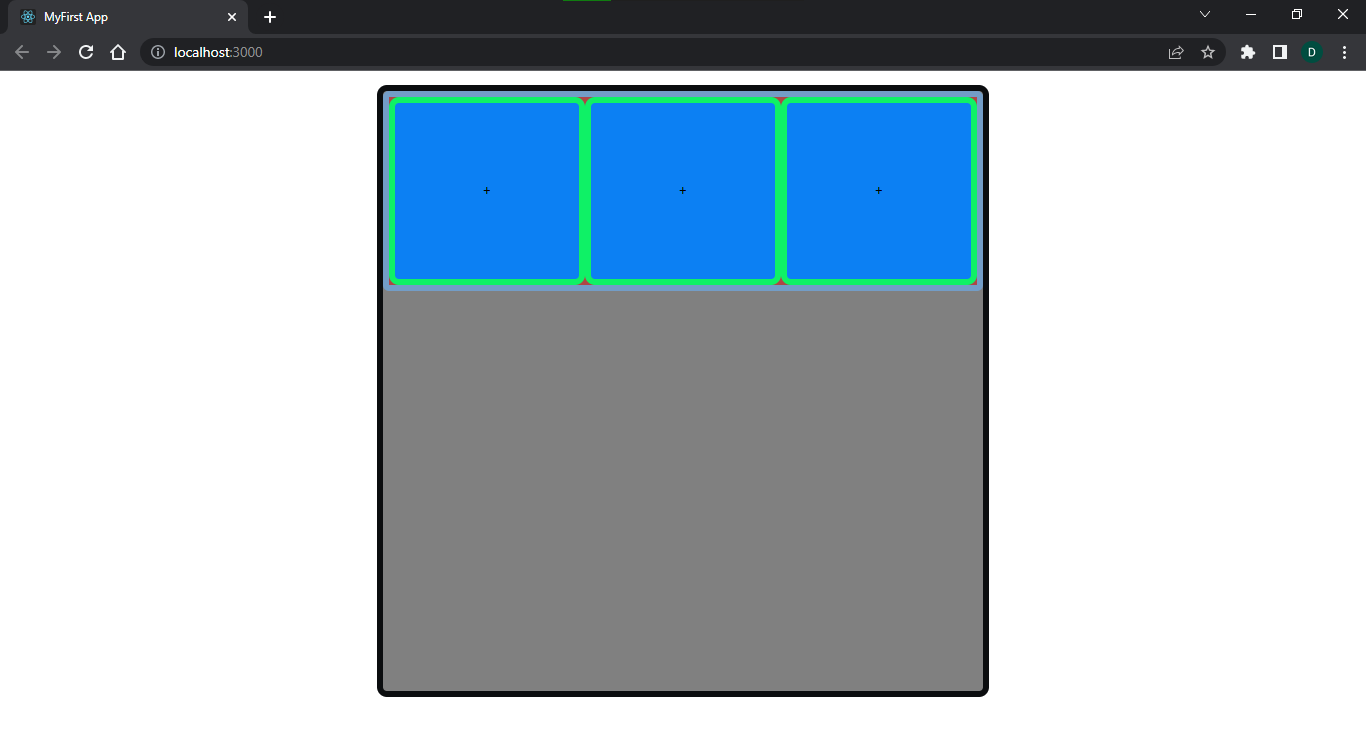 MyFirst App
localhost:3000
D
+ + +